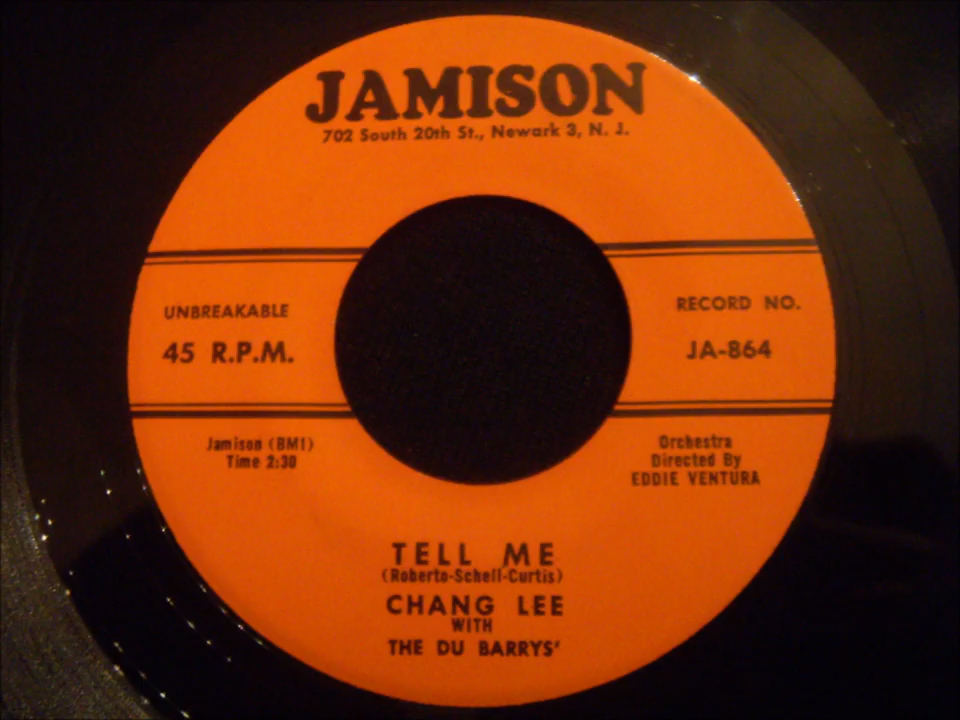 JAMISON
702 South 20th St., Newark 3, N. J.
UNBREAKABLE
45 R.P.M.
RECORD NO.
JA-864
Jamison (BMI)
Time 2:30
Orchestra
Directed By
EDDIE VENTURA
TELL ME
(Roberto-Schell-Curtis)
CHANG LEE
WITH
THE DU BARRYS'